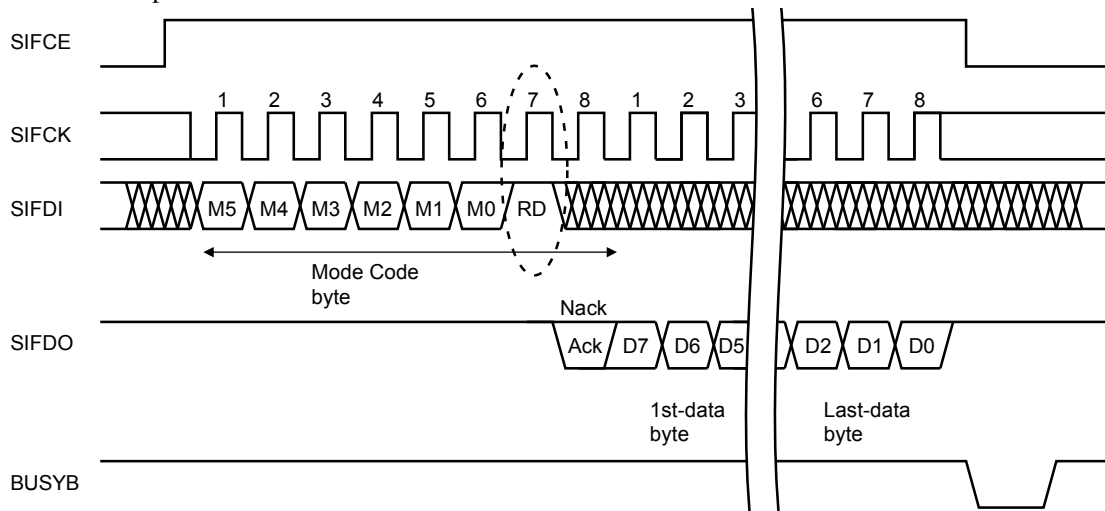 SIFCE
1 2 3 4 5 6 7 8 1 2 3 6 7 8
SIFCK
SIFDI M5 M4 M3 M2 M1 M0 RD
Mode Code
byte
Nack
SIFDO Ack D7 D6 D5 D2 D1 D0
1st-data
byte
Last-data
byte
BUSYB